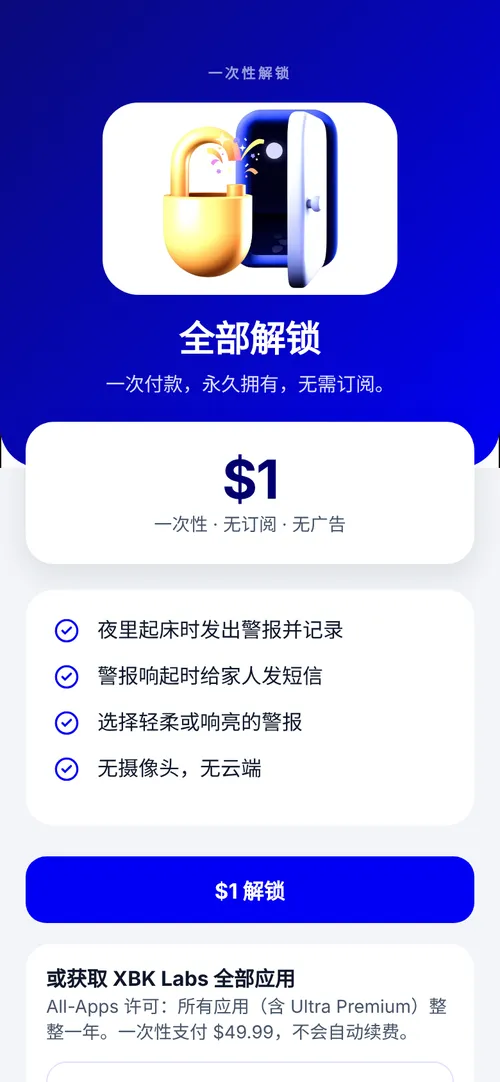 一次性解锁
全部解锁
一次付款，永久拥有，无需订阅。
$1
一次性 · 无订阅 · 无广告
夜里起床时发出警报并记录
警报响起时给家人发短信
选择轻柔或响亮的警报
无摄像头，无云端
$1 解锁
或获取 XBK Labs 全部应用
All-Apps 许可：所有应用（含 Ultra Premium）整
整一年。一次性支付 $49.99，不会自动续费。